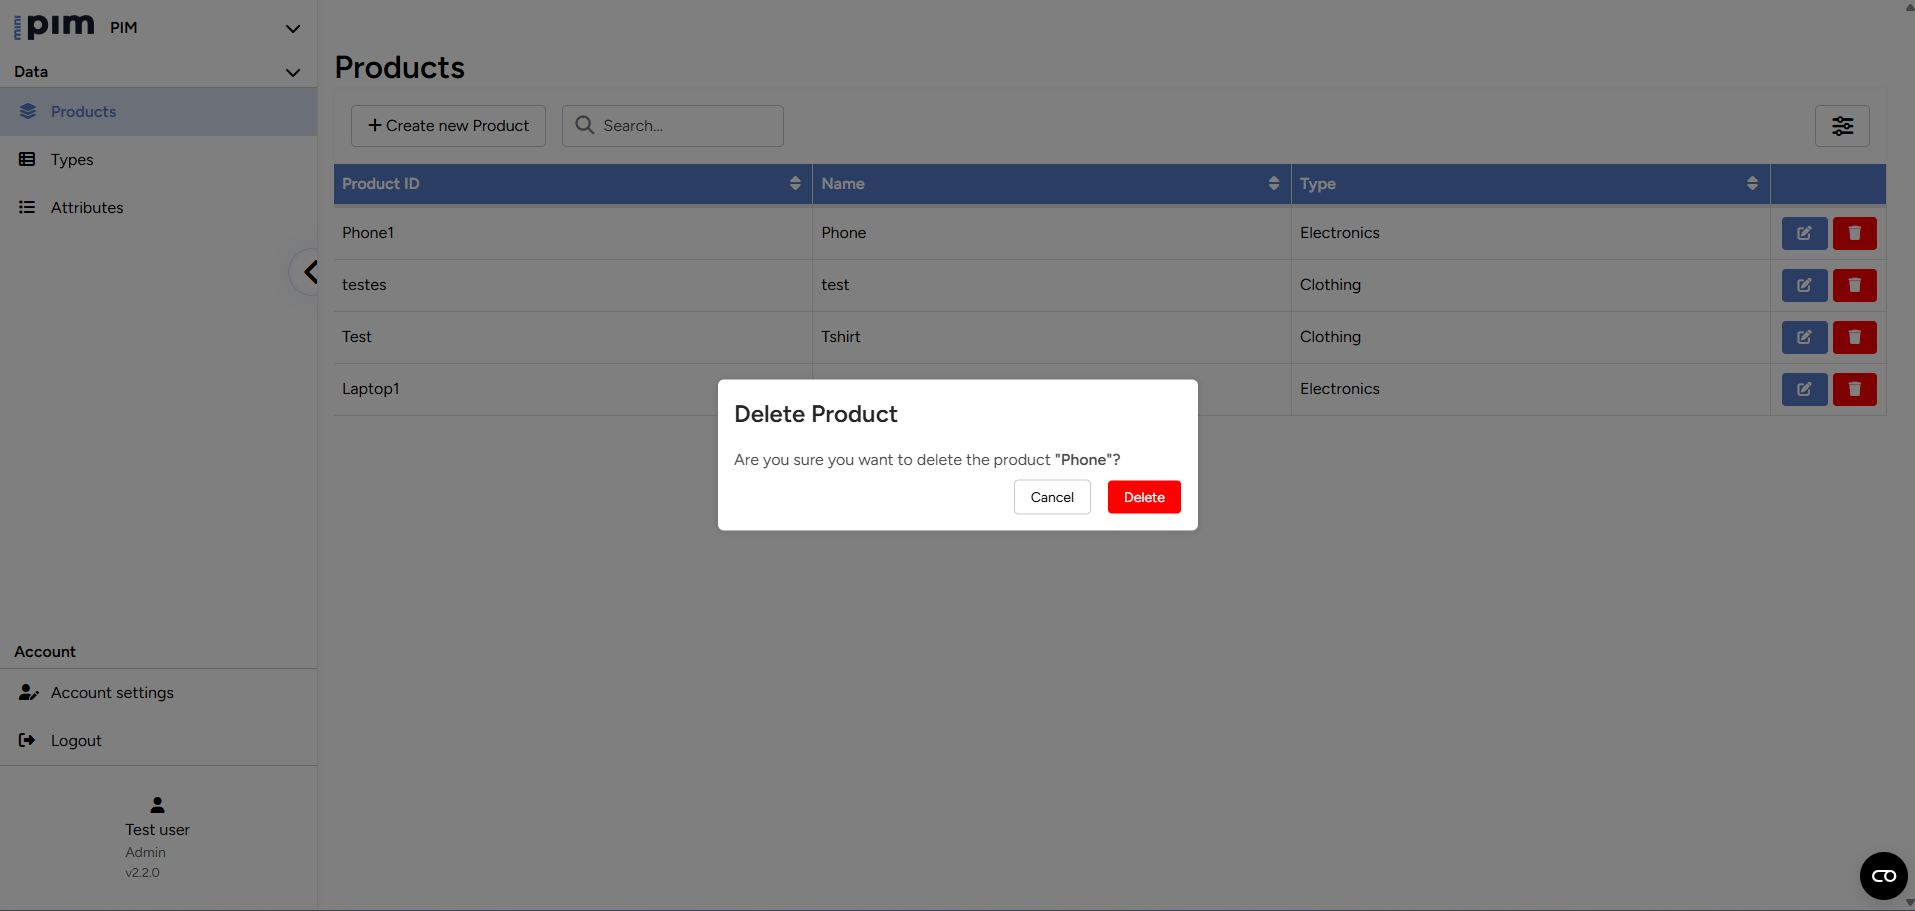 mini pim PIM
Data
Products
Types
Attributes
Account
Account settings
Logout
Test user
Admin
v2.2.0
Products
Create new Product
Search...
Product ID Name Type
Phone1 Phone Electronics
testes test Clothing
Test Tshirt Clothing
Laptop1 Electronics
Delete Product
Are you sure you want to delete the product "Phone"?
Cancel Delete